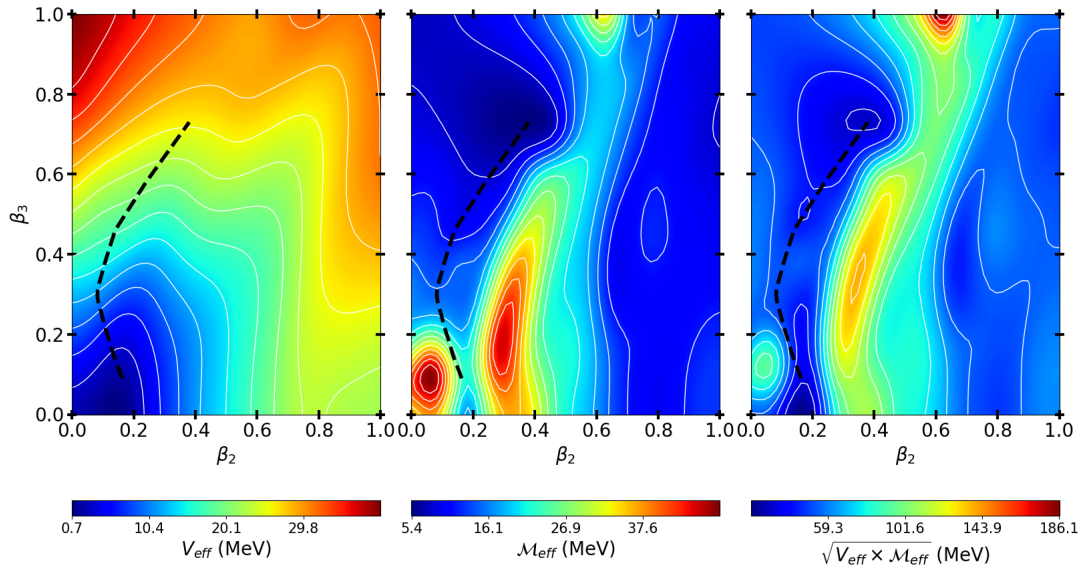 1.0
0.8
0.6
0.4
0.2
0.0
β3
0.0 0.2 0.4 0.6 0.8 1.0
β2
0.0 0.2 0.4 0.6 0.8 1.0
β2
0.0 0.2 0.4 0.6 0.8 1.0
β2
0.7 10.4 20.1 29.8
V_eff (MeV)
5.4 16.1 26.9 37.6
ℳ_eff (MeV)
59.3 101.6 143.9 186.1
√V_eff × ℳ_eff (MeV)